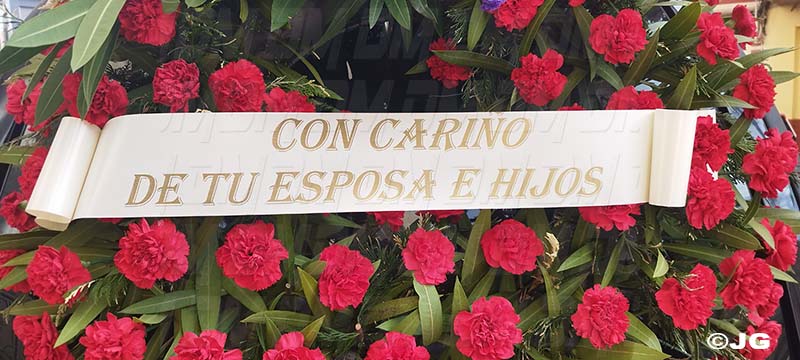 CON CARIÑO
DE TU ESPOSA E HIJOS
©JG